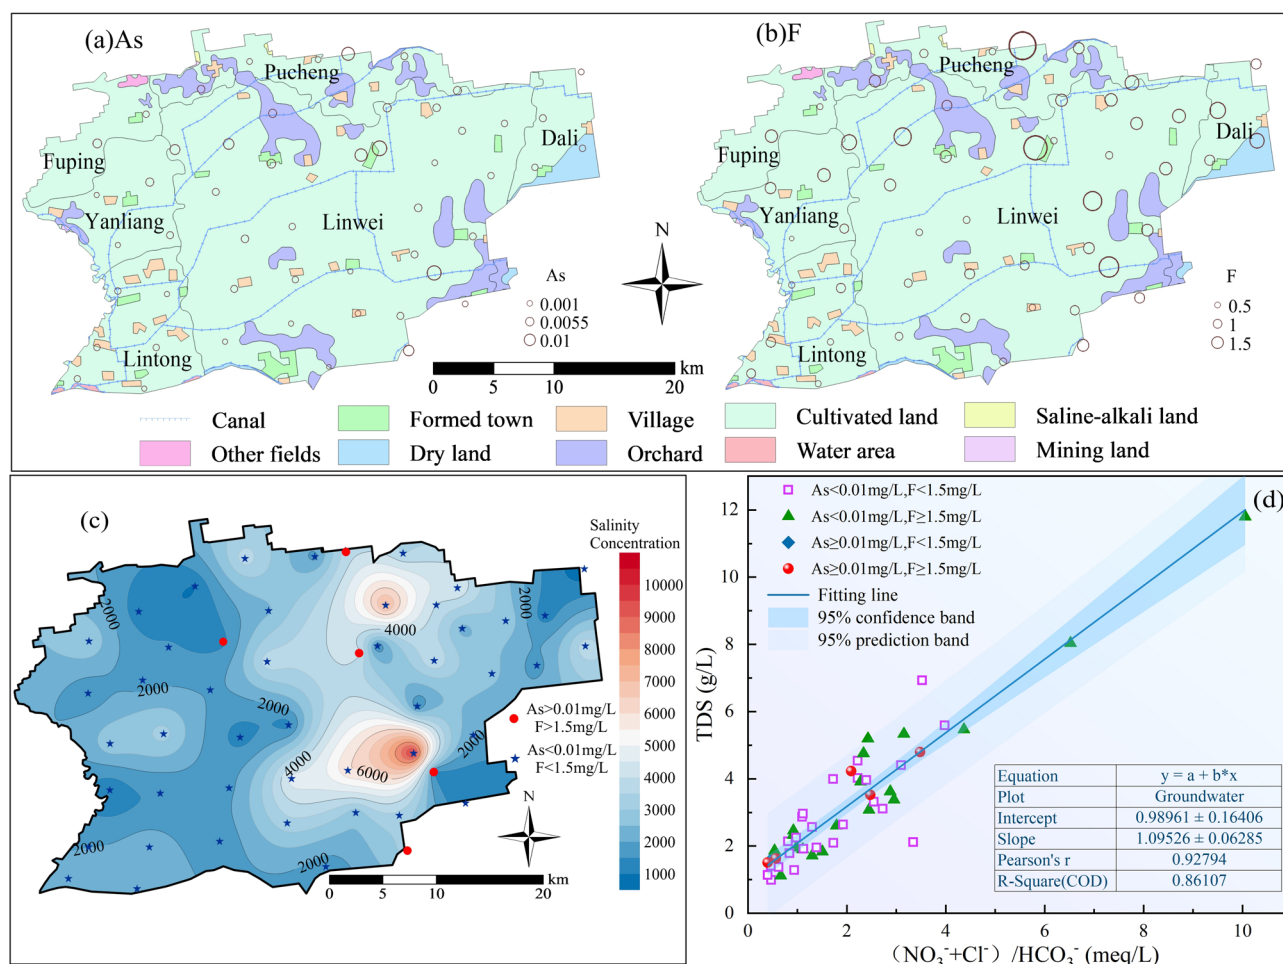 (a)As
Pucheng
Dali
Fuping
Yanliang
Linwei
Lintong
As
0.001
0.0055
0.01
N
0 10 20 km
(b)F
Pucheng
Dali
Fuping
Yanliang
Linwei
Lintong
F
0.5
1
1.5
0 10 20 km
Canal
Formed town
Village
Cultivated land
Saline-alkali land
Other fields
Dry land
Orchard
Water area
Mining land
(c)
Salinity
Concentration
10000
9000
8000
7000
6000
5000
4000
3000
2000
1000
2000
4000
2000
2000
2000
4000
6000
2000
2000
2000
As>0.01mg/L
F>1.5mg/L
As<0.01mg/L
F<1.5mg/L
N
0 5 10 20 km
(d)
As<0.01mg/L,F<1.5mg/L
As<0.01mg/L,F≥1.5mg/L
As≥0.01mg/L,F<1.5mg/L
As≥0.01mg/L,F≥1.5mg/L
Fitting line
95% confidence band
95% prediction band
TDS (g/L)
12
10
8
6
4
2
0
Equation y = a + b*x
Plot Groundwater
Intercept 0.98961 ± 0.16406
Slope 1.09526 ± 0.06285
Pearson's r 0.92794
R-Square(COD) 0.86107
0 2 4 6 8 10
(NO₃⁻+Cl⁻) /HCO₃⁻ (meq/L)